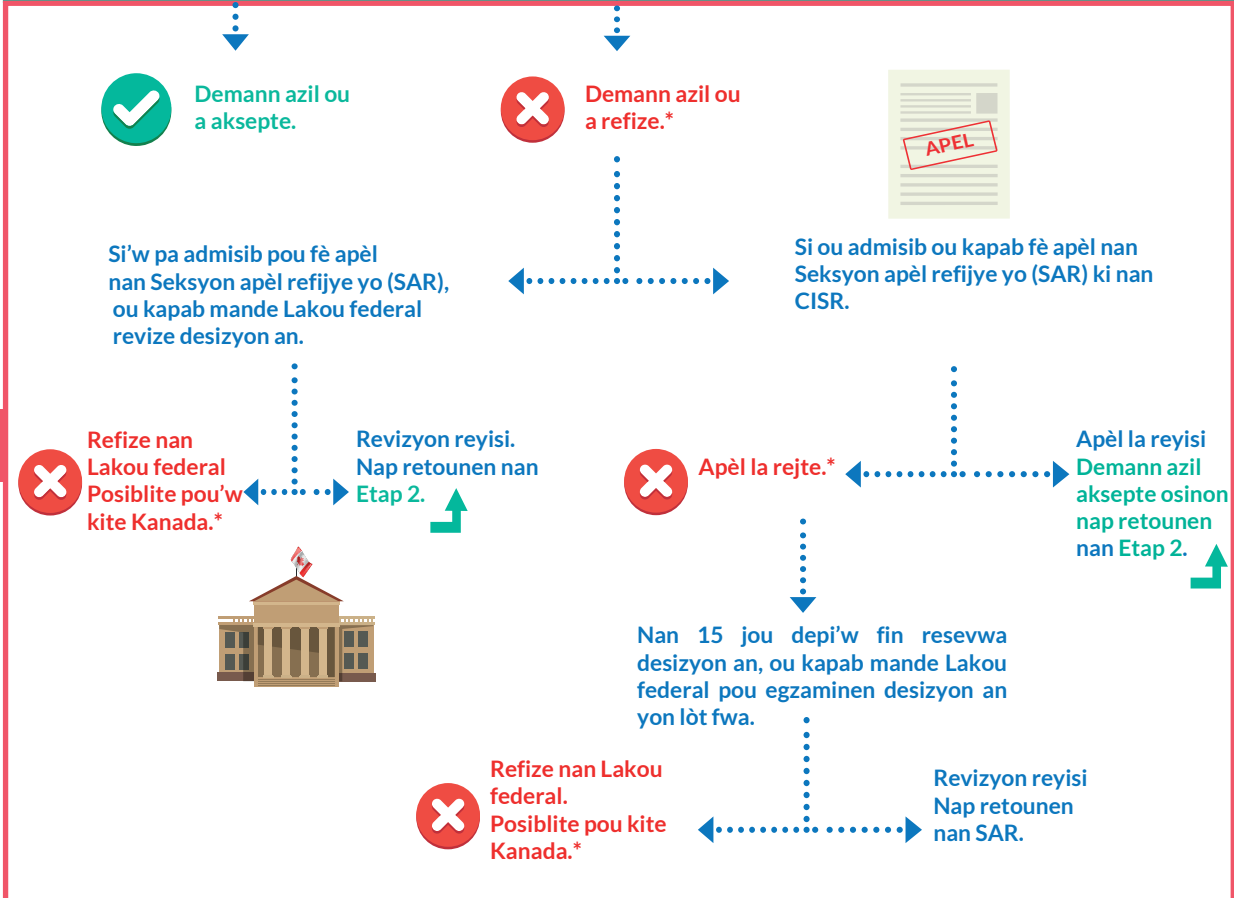 Demann azil ou
a aksepte.
Demann azil ou
a refize.*
APEL
Si'w pa admisib pou fè apèl
nan Seksyon apèl refijye yo (SAR),
ou kapab mande Lakou federal
revize desizyon an.
Si ou admisib ou kapab fè apèl nan
Seksyon apèl refijye yo (SAR) ki nan
CISR.
Refize nan
Lakou federal
Posiblite pou'w
kite Kanada.*
Revizyon reyisi.
Nap retounen nan
Etap 2.
Apèl la rejte.*
Apèl la reyisi
Demann azil
aksepte osinon
nap retounen
nan Etap 2.
Nan 15 jou depi'w fin resevwa
desizyon an, ou kapab mande Lakou
federal pou egzaminen desizyon an
yon lòt fwa.
Refize nan Lakou
federal.
Posiblite pou kite
Kanada.*
Revizyon reyisi
Nap retounen
nan SAR.